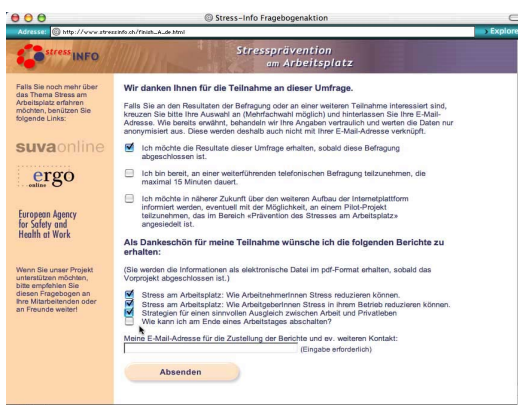 Stress-Info Fragebogenaktion
Adresse: http://www.stressinfo.ch/finish_A_de.html
Explore
stress INFO
Stressprävention
am Arbeitsplatz
Falls Sie noch mehr über
das Thema Stress am
Arbeitsplatz erfahren
möchten, benützen Sie
folgende Links:
suvaonline
ergo
online
European Agency
for Safety and
Health at Work
Wenn Sie unser Projekt
unterstützen möchten,
bitte empfehlen Sie
diesen Fragebogen an
Ihre Mitarbeitenden oder
an Freunde weiter!
Wir danken Ihnen für die Teilnahme an dieser Umfrage.
Falls Sie an den Resultaten der Befragung oder an einer weiteren Teilnahme interessiert sind,
kreuzen Sie bitte Ihre Auswahl an (Mehrfachwahl möglich) und hinterlassen Sie Ihre E-Mail-
Adresse. Wie bereits erwähnt, behandeln wir Ihre Angaben vertraulich und werten die Daten nur
anonymisiert aus. Diese werden deshalb auch nicht mit Ihrer E-Mail-Adresse verknüpft.
Ich möchte die Resultate dieser Umfrage erhalten, sobald diese Befragung
abgeschlossen ist.
Ich bin bereit, an einer weiterführenden telefonischen Befragung teilzunehmen, die
maximal 15 Minuten dauert.
Ich möchte in näherer Zukunft über den weiteren Aufbau der Internetplattform
informiert werden, eventuell mit der Möglichkeit, an einem Pilot-Projekt
teilzunehmen, das im Bereich «Prävention des Stresses am Arbeitsplatz»
angesiedelt ist.
Als Dankeschön für meine Teilnahme wünsche ich die folgenden Berichte zu
erhalten:
(Sie werden die Informationen als elektronische Datei im pdf-Format erhalten, sobald das
Vorprojekt abgeschlossen ist.)
Stress am Arbeitsplatz: Wie ArbeitnehmerInnen Stress reduzieren können.
Stress am Arbeitsplatz: Wie ArbeitgeberInnen Stress in ihrem Betrieb reduzieren können.
Strategien für einen sinnvollen Ausgleich zwischen Arbeit und Privatleben
Wie kann ich am Ende eines Arbeitstages abschalten?
Meine E-Mail-Adresse für die Zustellung der Berichte und ev. weiteren Kontakt:
(Eingabe erforderlich)
Absenden